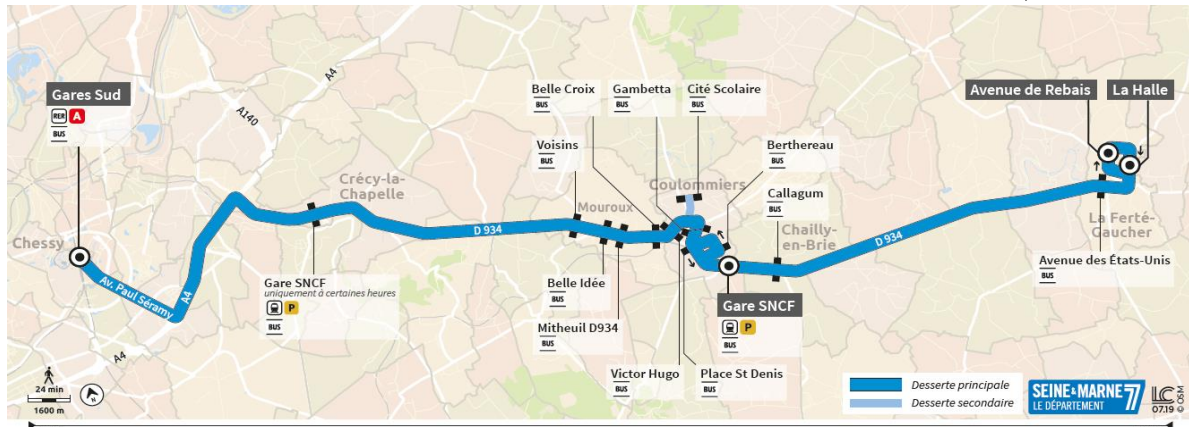 Gares Sud
RER A
BUS
Chessy
Av. Paul Séramy
A4
A140
A4
A4
Crécy-la-
Chapelle
Gare SNCF
uniquement à certaines heures
P
BUS
D 934
Voisins
BUS
Belle Croix
BUS
Gambetta
BUS
Cité Scolaire
BUS
Mouroux
Coulommiers
Belle Idée
BUS
Mitheuil D934
BUS
Victor Hugo
BUS
Place St Denis
BUS
Berthereau
BUS
Callagum
BUS
Chailly-
en-Brie
Gare SNCF
P
BUS
D 934
Avenue de Rebais
La Halle
La Ferté-
Gaucher
Avenue des États-Unis
BUS
24 min
1600 m
N
Desserte principale
Desserte secondaire
SEINE&MARNE 77
LE DÉPARTEMENT
LC
07.19
© OSM